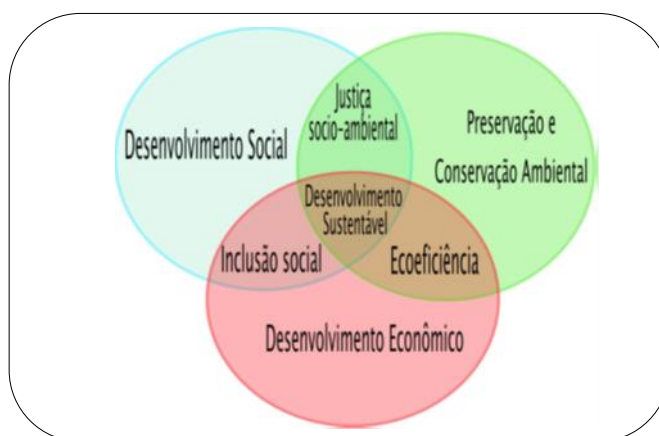 Justiça
socio-ambiental
Desenvolvimento Social
Preservação e
Conservação Ambiental
Desenvolvimento
Sustentável
Inclusão social
Ecoeficiência
Desenvolvimento Econômico